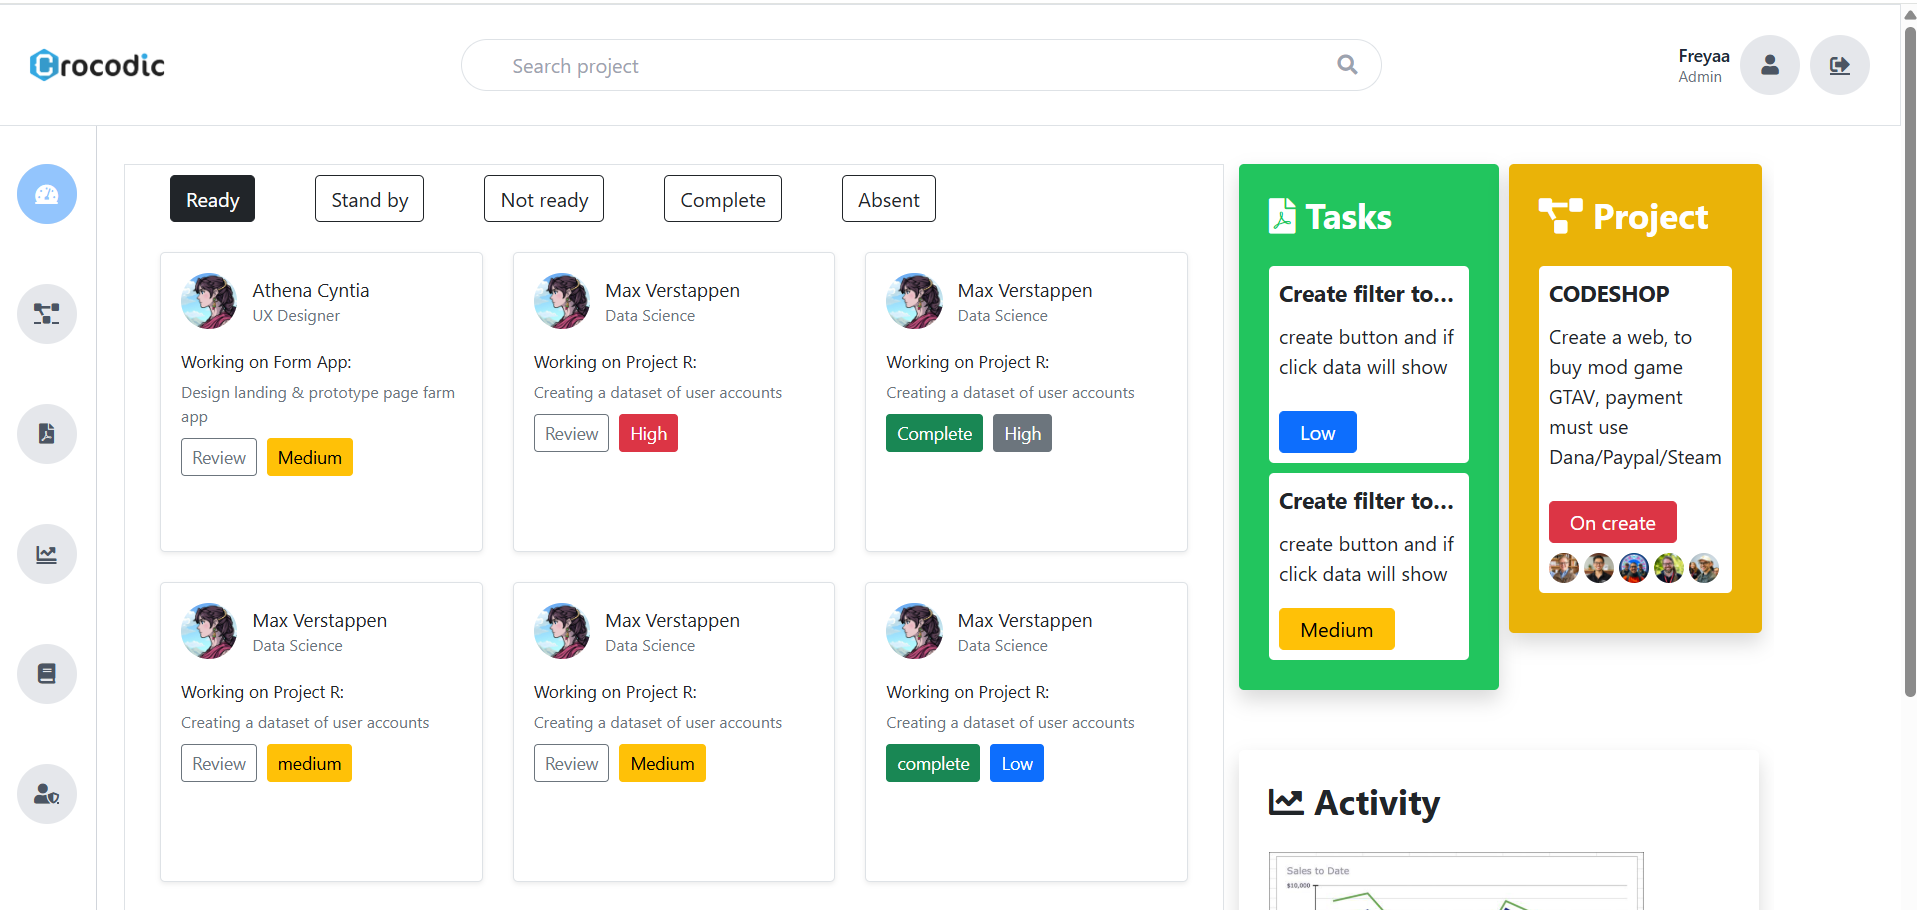 Crocodic
Search project
Freyaa
Admin
Ready
Stand by
Not ready
Complete
Absent
Athena Cyntia
UX Designer
Working on Form App:
Design landing & prototype page farm
app
Review
Medium
Max Verstappen
Data Science
Working on Project R:
Creating a dataset of user accounts
Review
High
Max Verstappen
Data Science
Working on Project R:
Creating a dataset of user accounts
Complete
High
Max Verstappen
Data Science
Working on Project R:
Creating a dataset of user accounts
Review
medium
Max Verstappen
Data Science
Working on Project R:
Creating a dataset of user accounts
Review
Medium
Max Verstappen
Data Science
Working on Project R:
Creating a dataset of user accounts
complete
Low
Tasks
Create filter to...
create button and if
click data will show
Low
Create filter to...
create button and if
click data will show
Medium
Project
CODESHOP
Create a web, to
buy mod game
GTAV, payment
must use
Dana/Paypal/Steam
On create
Activity
Sales to Date
$10,000